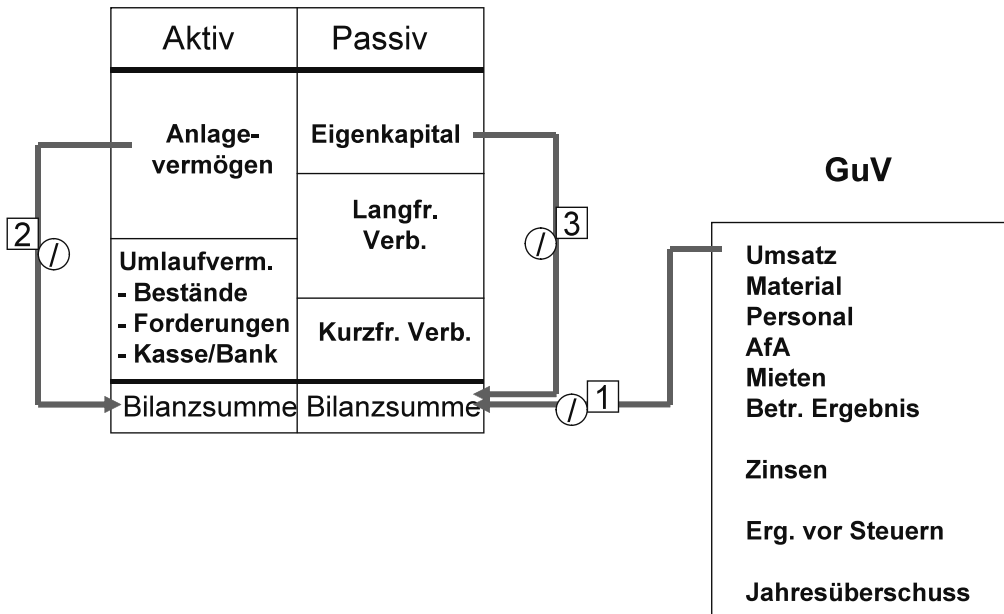 Aktiv
Passiv
Anlage-
vermögen
Umlaufverm.
- Bestände
- Forderungen
- Kasse/Bank
Bilanzsumme
Eigenkapital
Langfr.
Verb.
Kurzfr. Verb.
Bilanzsumme
2
/
3
/
1
/
GuV
Umsatz
Material
Personal
AfA
Mieten
Betr. Ergebnis
Zinsen
Erg. vor Steuern
Jahresüberschuss